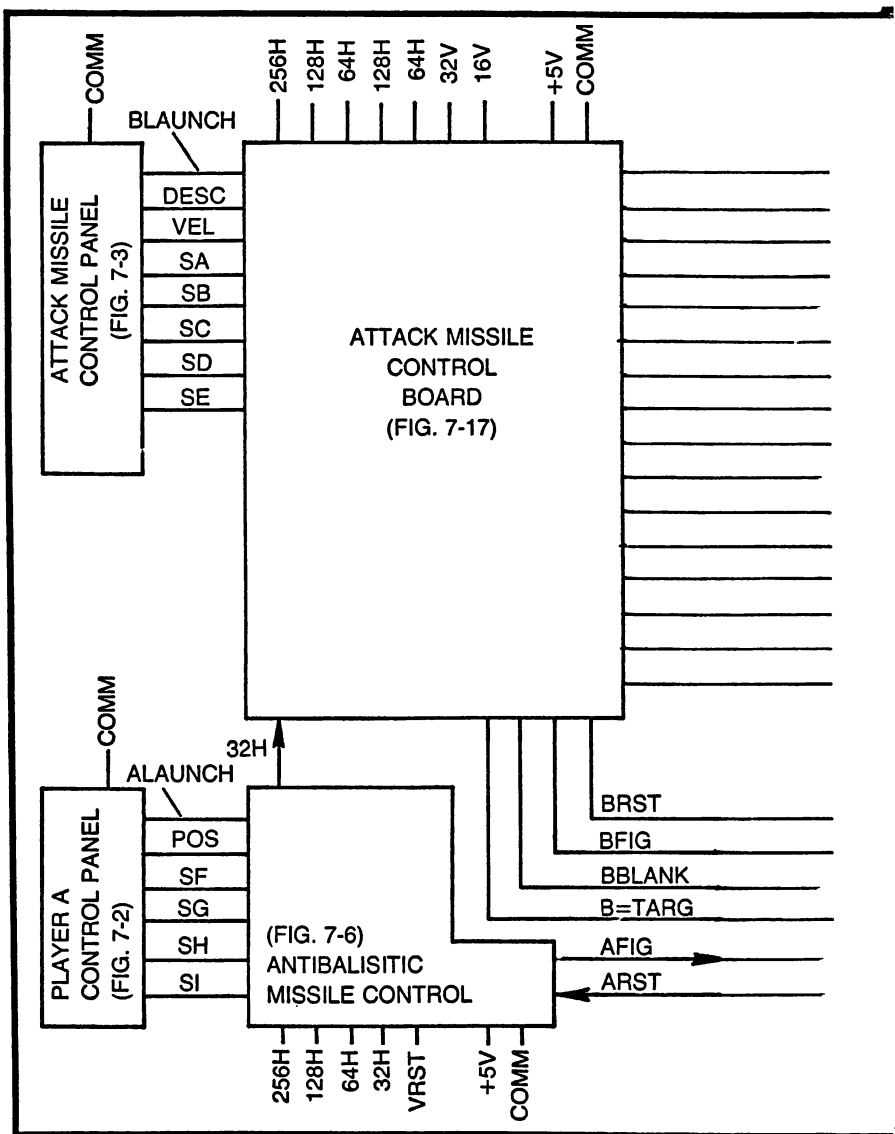 COMM
256H
128H
64H
128H
64H
32V
16V
+5V
COMM
BLAUNCH
DESC
VEL
SA
SB
SC
SD
SE
ATTACK MISSILE
CONTROL PANEL
(FIG. 7-3)
ATTACK MISSILE
CONTROL
BOARD
(FIG. 7-17)
COMM
32H
ALAUNCH
POS
SF
SG
SH
SI
PLAYER A
CONTROL PANEL
(FIG. 7-2)
(FIG. 7-6)
ANTIBALISITIC
MISSILE CONTROL
BRST
BFIG
BBLANK
B=TARG
AFIG
ARST
256H
128H
64H
32H
VRST
+5V
COMM